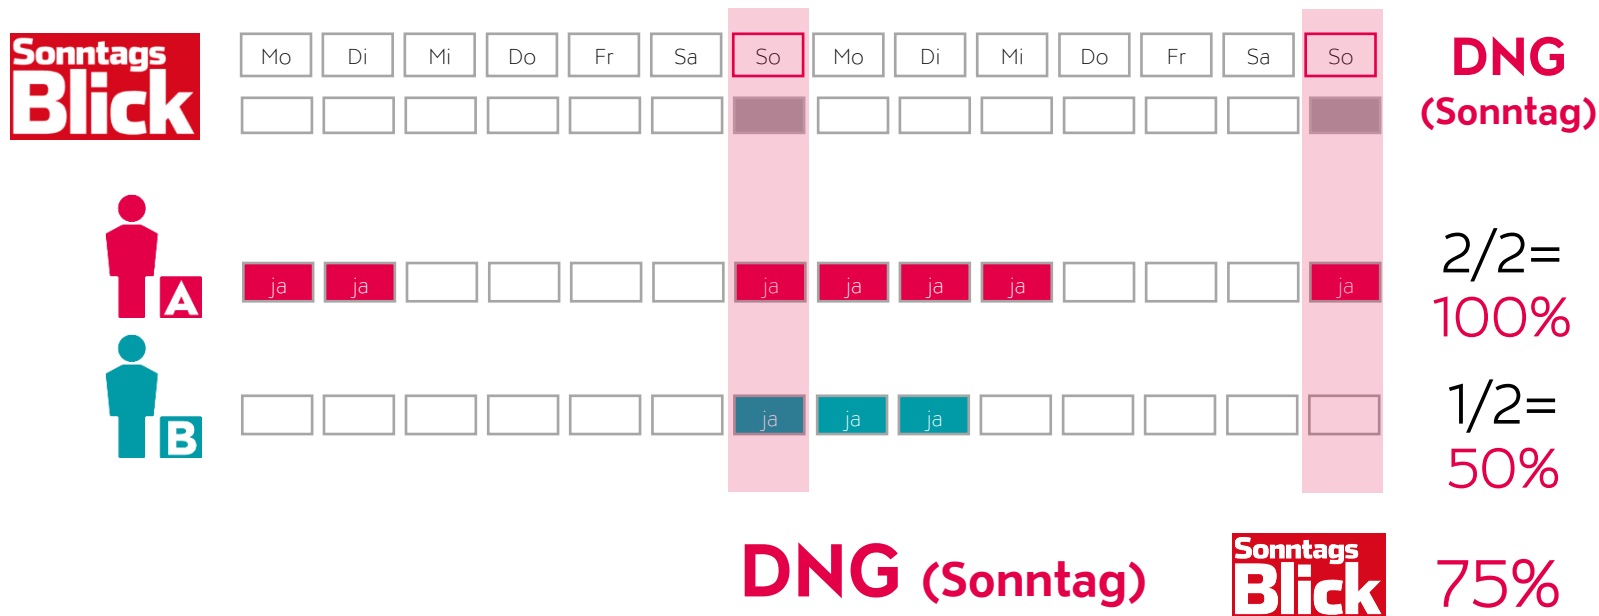 Sonntags
Blick
Mo Di Mi Do Fr Sa So Mo Di Mi Do Fr Sa So
DNG
(Sonntag)
A
ja ja ja ja ja ja ja
2/2=
100%
B
ja ja ja
1/2=
50%
DNG (Sonntag)
Sonntags
Blick
75%